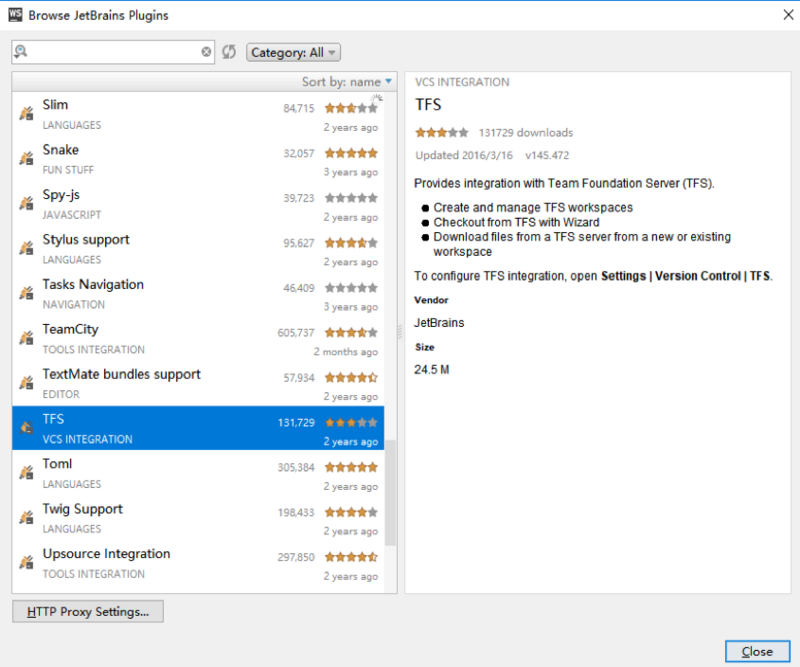 WS Browse JetBrains Plugins
Category: All
Sort by: name
Slim 84,715
LANGUAGES 2 years ago
Snake 32,057
FUN STUFF 3 years ago
Spy-js 39,723
JAVASCRIPT 2 years ago
Stylus support 95,627
LANGUAGES 2 years ago
Tasks Navigation 46,409
NAVIGATION 3 years ago
TeamCity 605,737
TOOLS INTEGRATION 2 months ago
TextMate bundles support 57,934
EDITOR 2 years ago
TFS 131,729
VCS INTEGRATION 2 years ago
Toml 305,384
LANGUAGES 2 years ago
Twig Support 198,433
LANGUAGES 2 years ago
Upsource Integration 297,850
TOOLS INTEGRATION 2 years ago
VCS INTEGRATION
TFS
131729 downloads
Updated 2016/3/16 v145.472
Provides integration with Team Foundation Server (TFS).
● Create and manage TFS workspaces
● Checkout from TFS with Wizard
● Download files from a TFS server from a new or existing
workspace
To configure TFS integration, open Settings | Version Control | TFS.
Vendor
JetBrains
Size
24.5 M
HTTP Proxy Settings...
Close